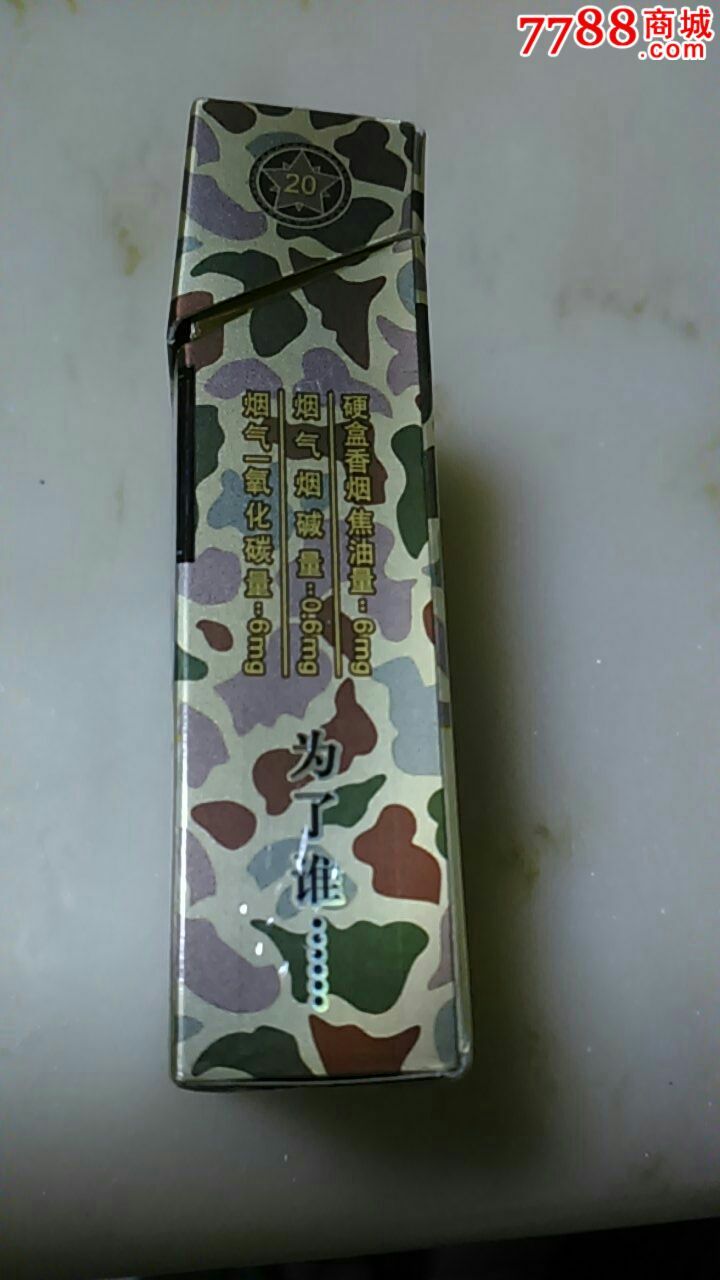 7788商城
.com
20
硬盒香烟焦油量:6mg
烟气烟碱量:0.6mg
烟气一氧化碳量:6mg
为了谁……